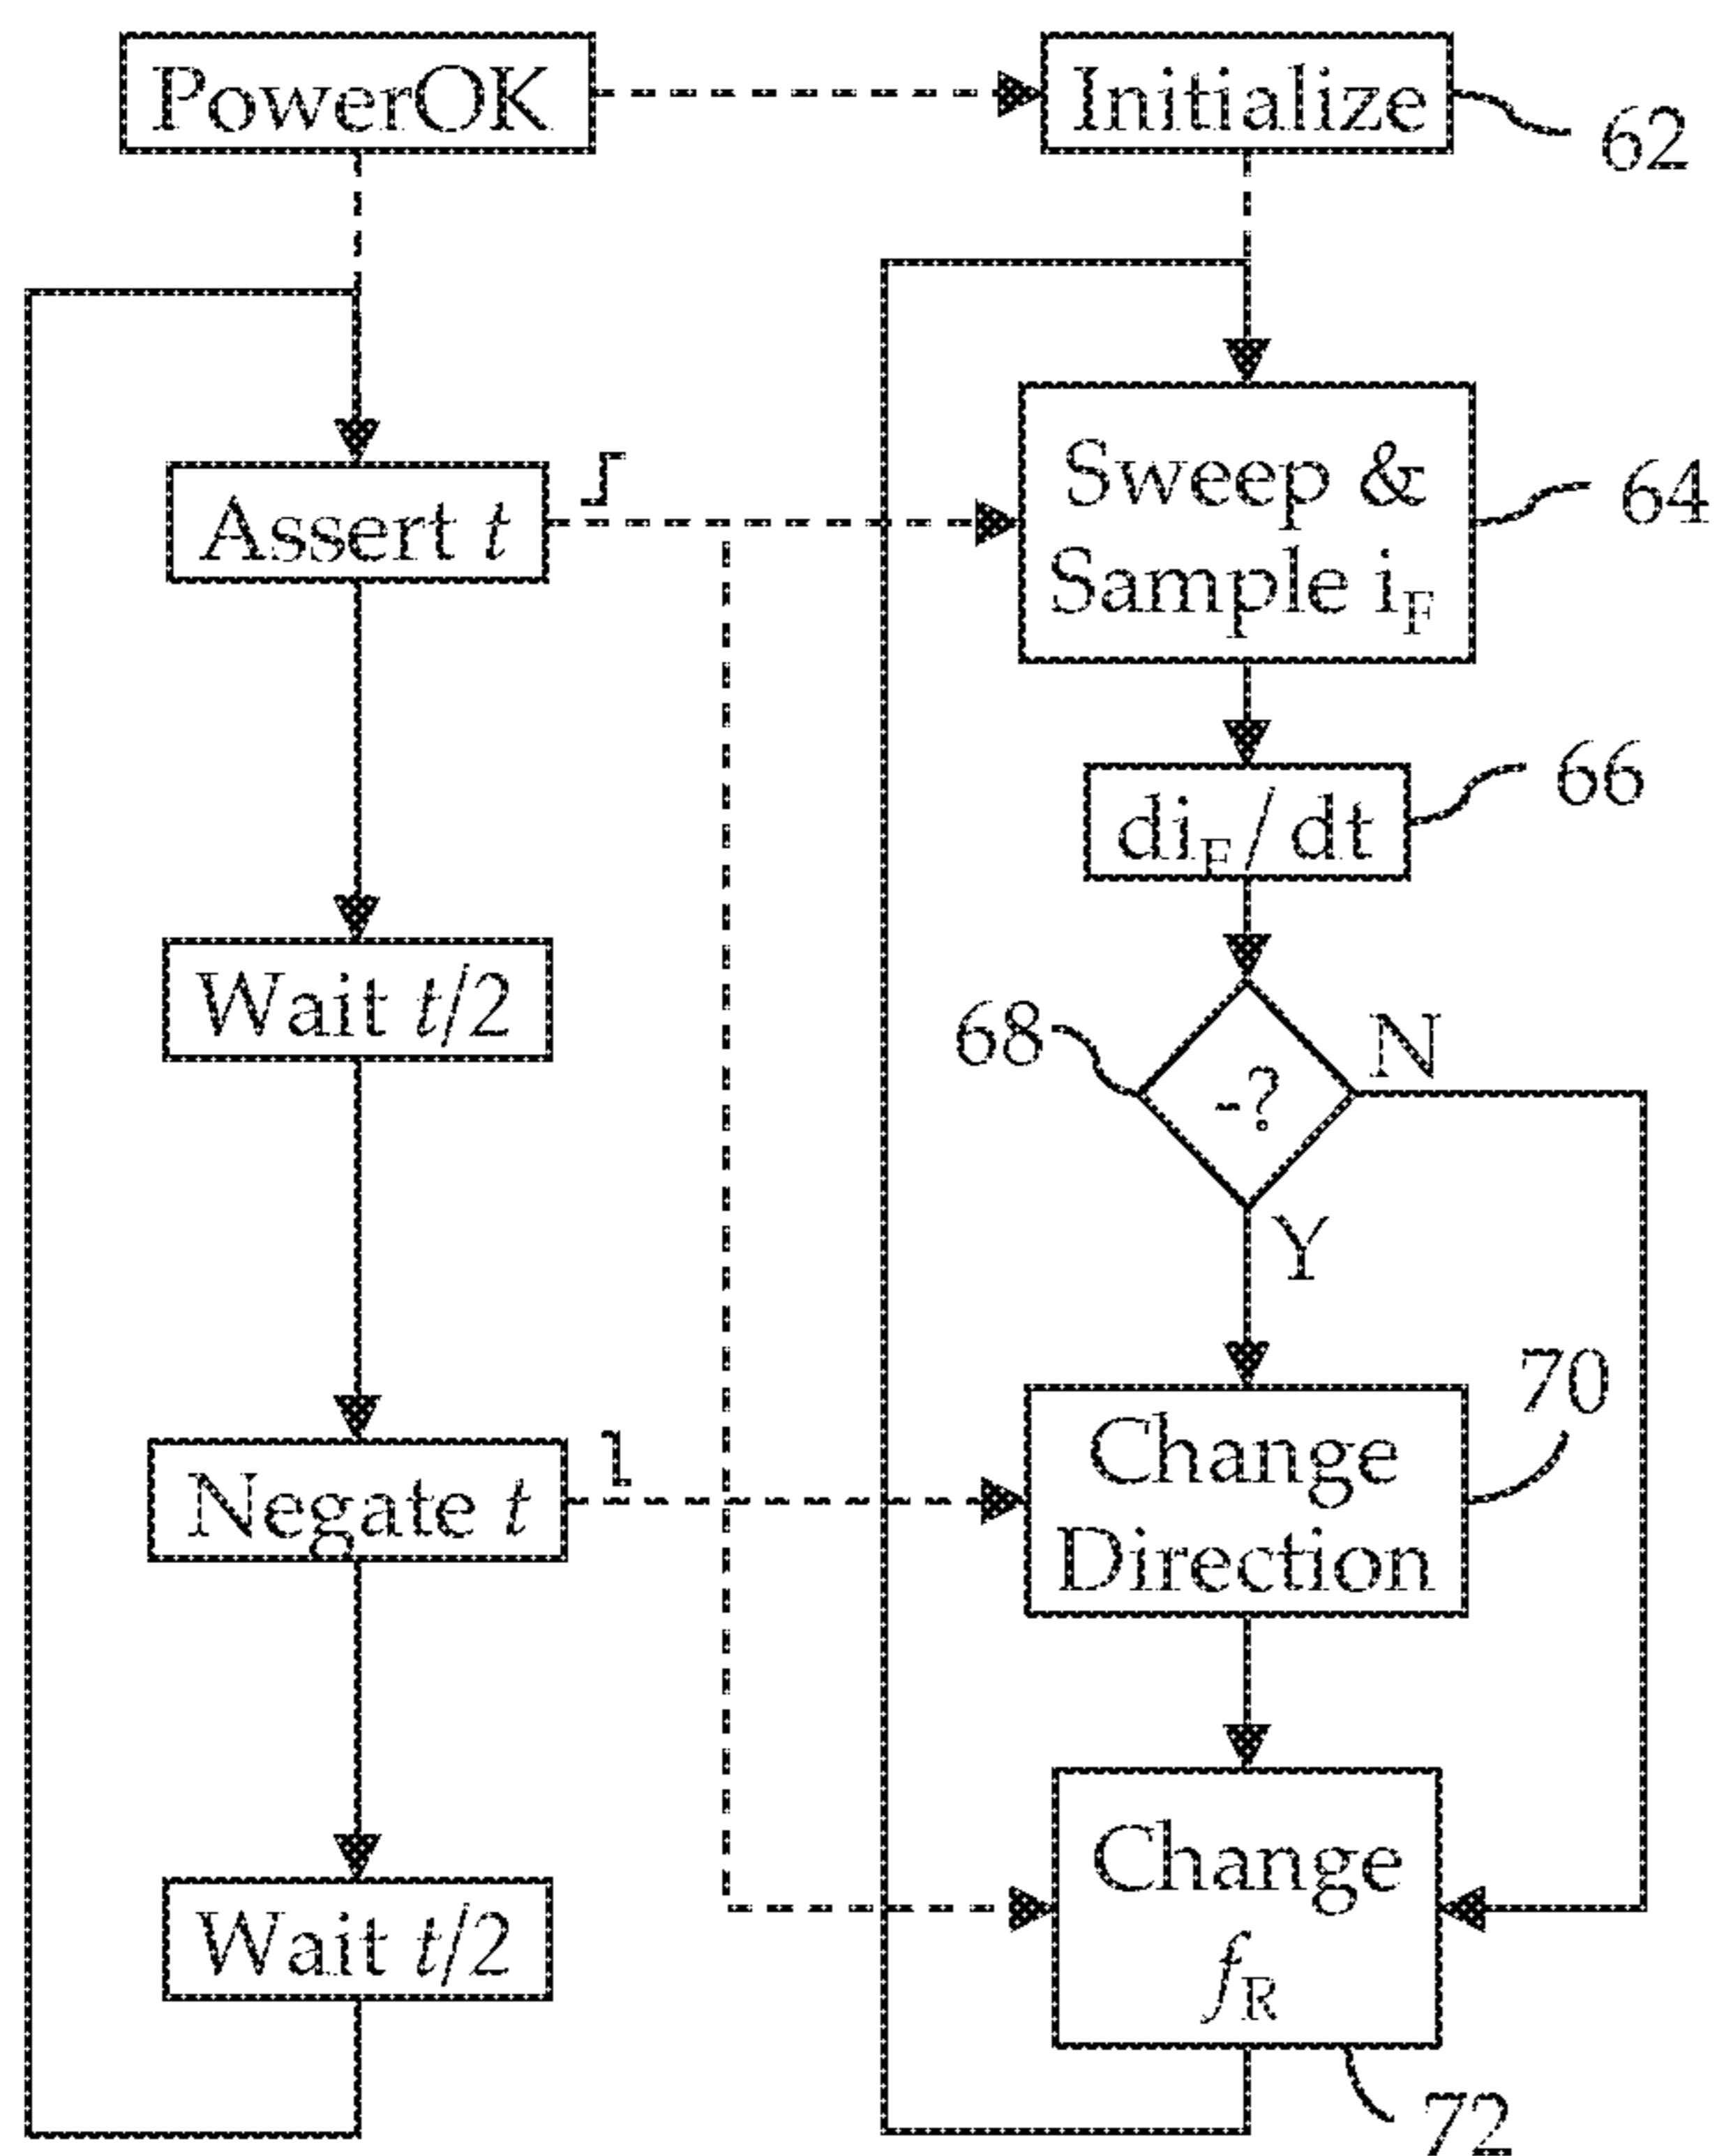 PowerOK
Initialize
62
Assert t
Sweep &
Sample iF
64
diF/dt
66
Wait t/2
68
-?
N
Y
Negate t
Change
Direction
70
Wait t/2
Change
fR
72